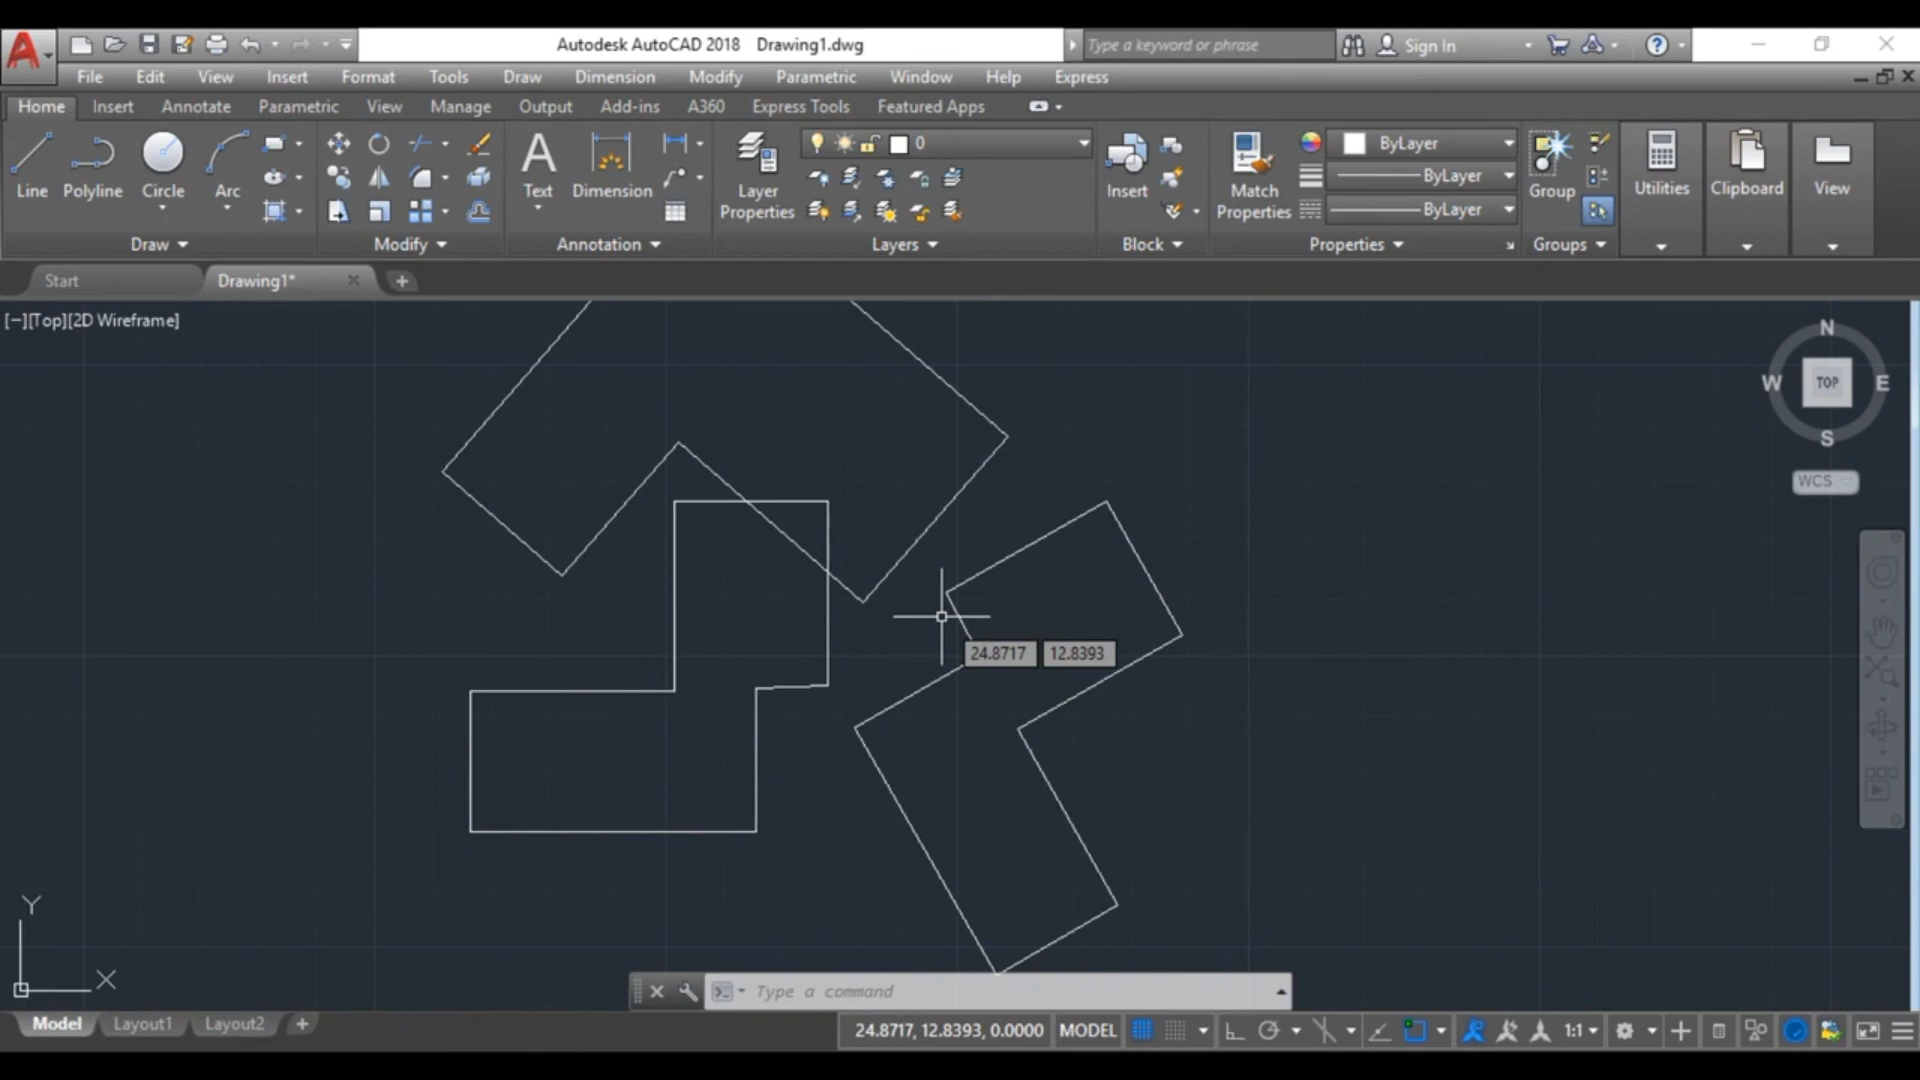 Autodesk AutoCAD 2018 Drawing1.dwg
Type a keyword or phrase
Sign In
File Edit View Insert Format Tools Draw Dimension Modify Parametric Window Help Express
Home Insert Annotate Parametric View Manage Output Add-ins A360 Express Tools Featured Apps
0
ByLayer
ByLayer
ByLayer
Line Polyline Circle Arc
Text Dimension
Layer Properties
Insert
Match Properties
Group
Utilities Clipboard View
Draw Modify Annotation Layers Block Properties Groups
Start Drawing1*
[−][Top][2D Wireframe]
N
W TOP E
S
WCS
24.8717 12.8393
Y
X
Type a command
Model Layout1 Layout2
24.8717, 12.8393, 0.0000 MODEL 1:1